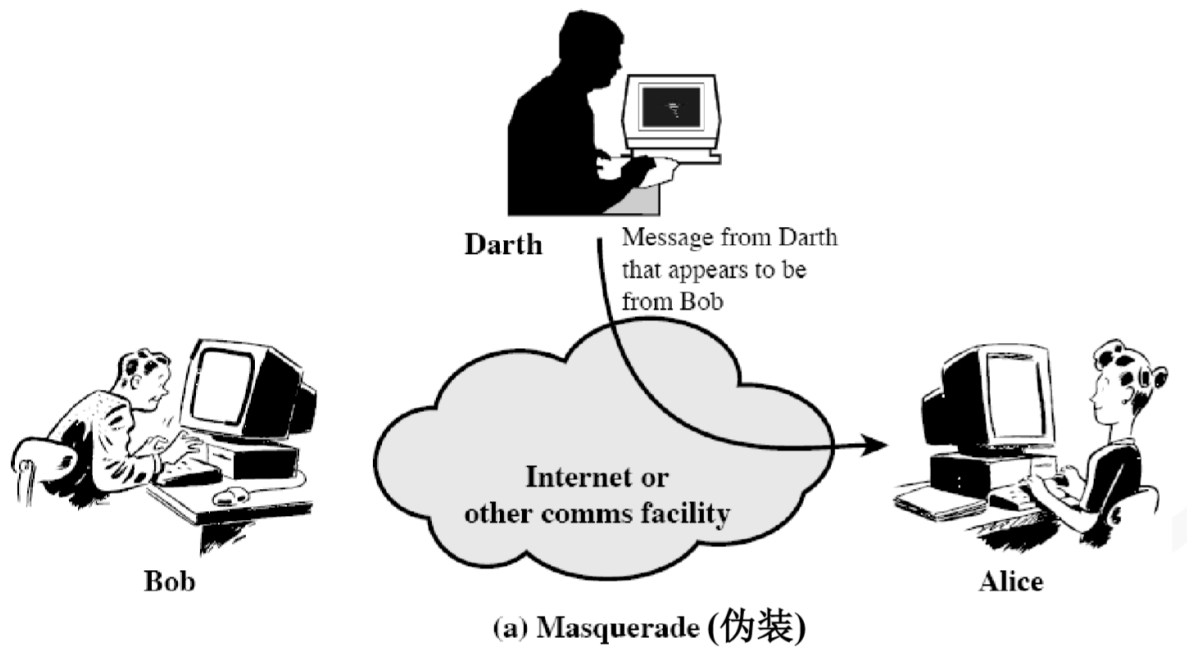 Darth
Message from Darth
that appears to be
from Bob
Internet or
other comms facility
Bob
Alice
(a) Masquerade (伪装)